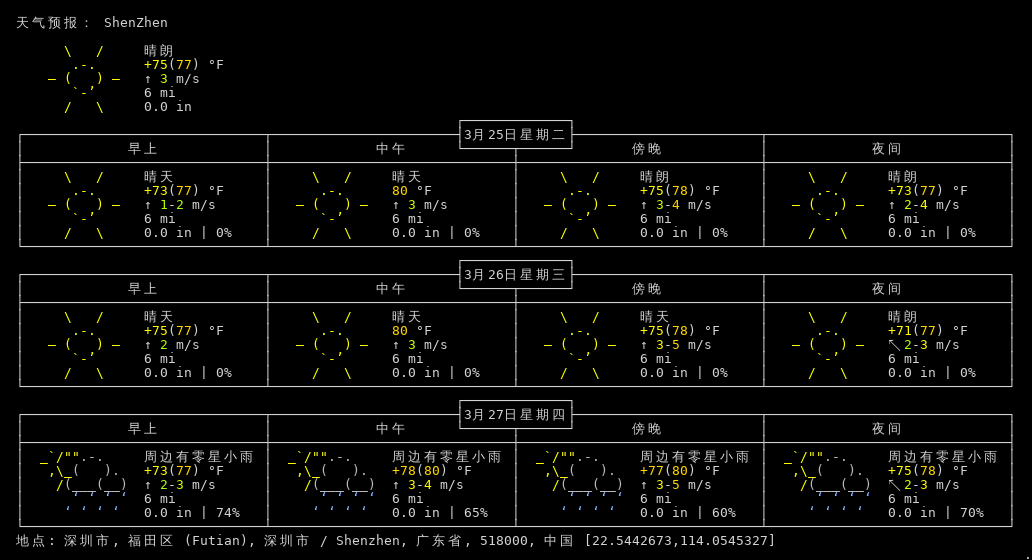 天气预报： ShenZhen
晴朗
+75(77) °F
↑ 3 m/s
6 mi
0.0 in
3月25日星期二
早上 中午 傍晚 夜间
晴天 晴天 晴朗 晴朗
+73(77) °F 80 °F +75(78) °F +73(77) °F
↑ 1-2 m/s ↑ 3 m/s ↑ 3-4 m/s ↑ 2-4 m/s
6 mi 6 mi 6 mi 6 mi
0.0 in | 0% 0.0 in | 0% 0.0 in | 0% 0.0 in | 0%
3月26日星期三
早上 中午 傍晚 夜间
晴天 晴天 晴天 晴朗
+75(77) °F 80 °F +75(78) °F +71(77) °F
↑ 2 m/s ↑ 3 m/s ↑ 3-5 m/s ↖ 2-3 m/s
6 mi 6 mi 6 mi 6 mi
0.0 in | 0% 0.0 in | 0% 0.0 in | 0% 0.0 in | 0%
3月27日星期四
早上 中午 傍晚 夜间
周边有零星小雨 周边有零星小雨 周边有零星小雨 周边有零星小雨
+73(77) °F +78(80) °F +77(80) °F +75(78) °F
↑ 2-3 m/s ↑ 3-4 m/s ↑ 3-5 m/s ↖ 2-3 m/s
6 mi 6 mi 6 mi 6 mi
0.0 in | 74% 0.0 in | 65% 0.0 in | 60% 0.0 in | 70%
地点: 深圳市, 福田区 (Futian), 深圳市 / Shenzhen, 广东省, 518000, 中国 [22.5442673,114.0545327]